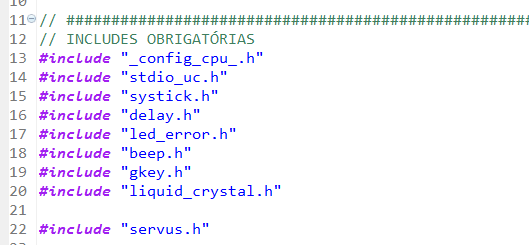 11 // ####################################################
12 // INCLUDES OBRIGATÓRIAS
13 #include "_config_cpu_.h"
14 #include "stdio_uc.h"
15 #include "systick.h"
16 #include "delay.h"
17 #include "led_error.h"
18 #include "beep.h"
19 #include "gkey.h"
20 #include "liquid_crystal.h"
21
22 #include "servus.h"